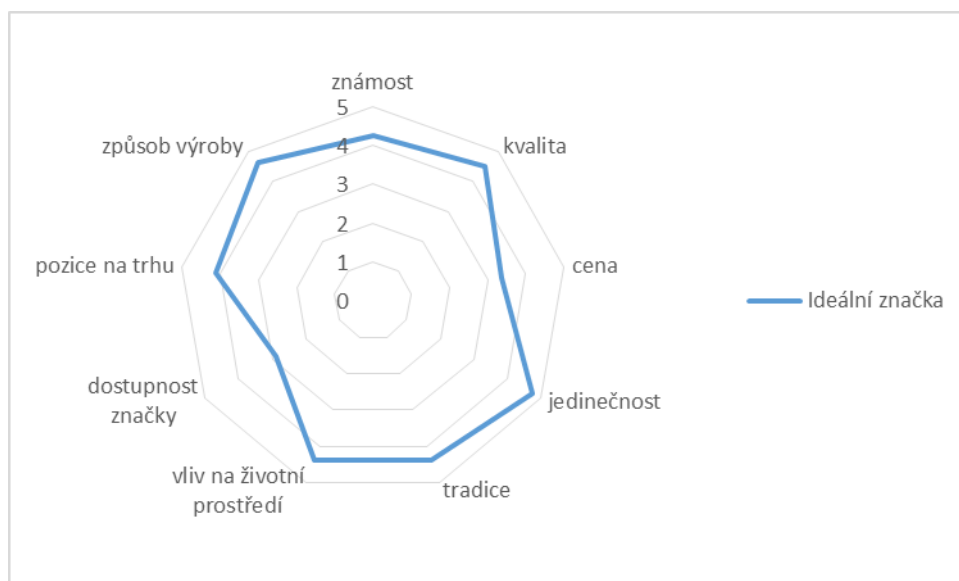 známost
5
způsob výroby
4
kvalita
3
2
pozice na trhu
1
cena
0
Ideální značka
dostupnost
značky
jedinečnost
vliv na životní
prostředí
tradice